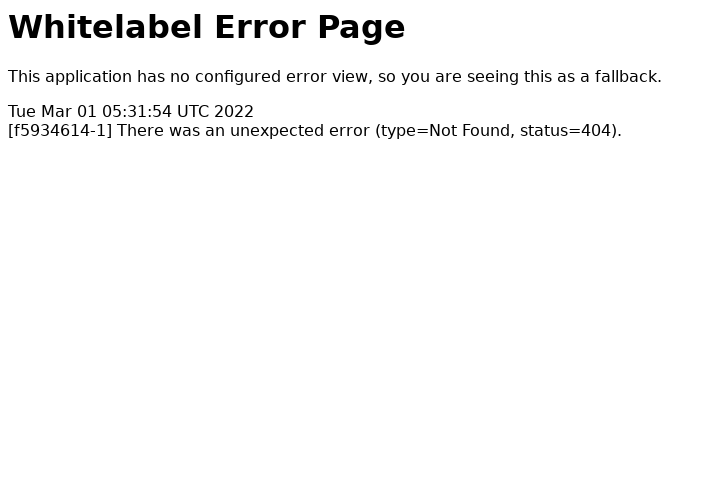 Whitelabel Error Page
This application has no configured error view, so you are seeing this as a fallback.
Tue Mar 01 05:31:54 UTC 2022
[f5934614-1] There was an unexpected error (type=Not Found, status=404).